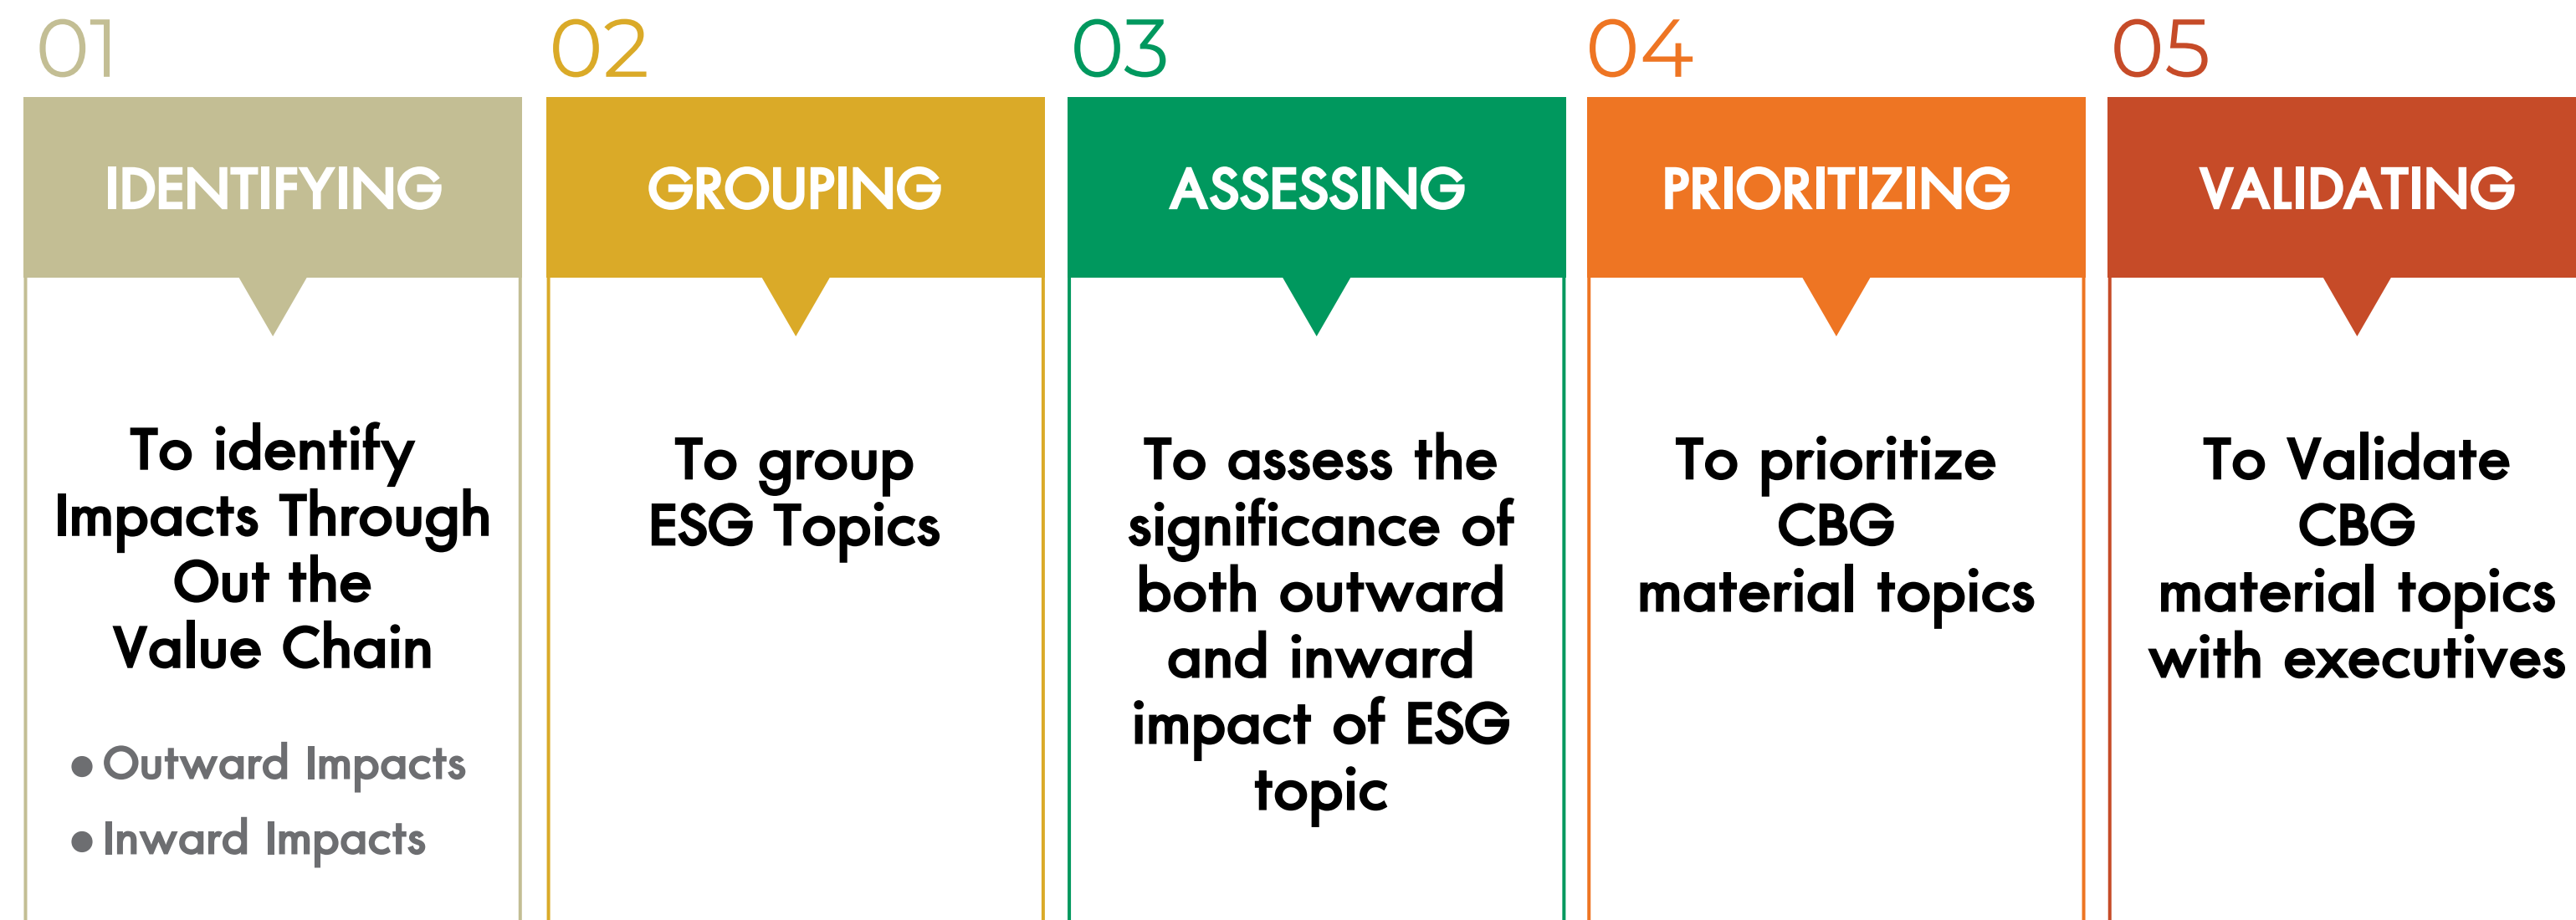 01
IDENTIFYING
To identify
Impacts Through
Out the
Value Chain
• Outward Impacts
• Inward Impacts
02
GROUPING
To group
ESG Topics
03
ASSESSING
To assess the
significance of
both outward
and inward
impact of ESG
topic
04
PRIORITIZING
To prioritize
CBG
material topics
05
VALIDATING
To Validate
CBG
material topics
with executives